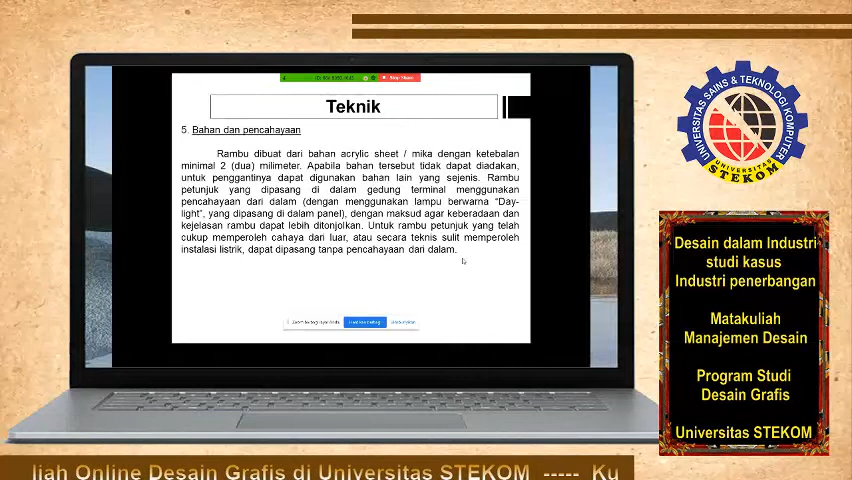 Stop Share
Teknik
5. Bahan dan pencahayaan
Rambu dibuat dari bahan acrylic sheet / mika dengan ketebalan
minimal 2 (dua) milimeter. Apabila bahan tersebut tidak dapat diadakan,
untuk penggantinya dapat digunakan bahan lain yang sejenis. Rambu
petunjuk yang dipasang di dalam gedung terminal menggunakan
pencahayaan dari dalam (dengan menggunakan lampu berwarna “Day-
light”, yang dipasang di dalam panel), dengan maksud agar keberadaan dan
kejelasan rambu dapat lebih ditonjolkan. Untuk rambu petunjuk yang telah
cukup memperoleh cahaya dari luar, atau secara teknis sulit memperoleh
instalasi listrik, dapat dipasang tanpa pencahayaan dari dalam.
UNIVERSITAS SAINS & TEKNOLOGI KOMPUTER
UNIVERSITAS
STEKOM
Desain dalam Industri
studi kasus
Industri penerbangan
Matakuliah
Manajemen Desain
Program Studi
Desain Grafis
Universitas STEKOM
liah Online Desain Grafis di Universitas STEKOM ----- Ku